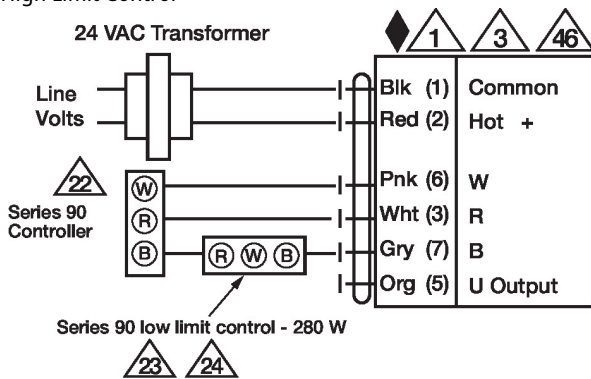 High Limit Control
24 VAC Transformer
1 3 46
Line
Volts
Blk (1) Common
Red (2) Hot +
22
Series 90
Controller
W
R
B
R W B
Pnk (6) W
Wht (3) R
Gry (7) B
Org (5) U Output
Series 90 low limit control - 280 W
23 24